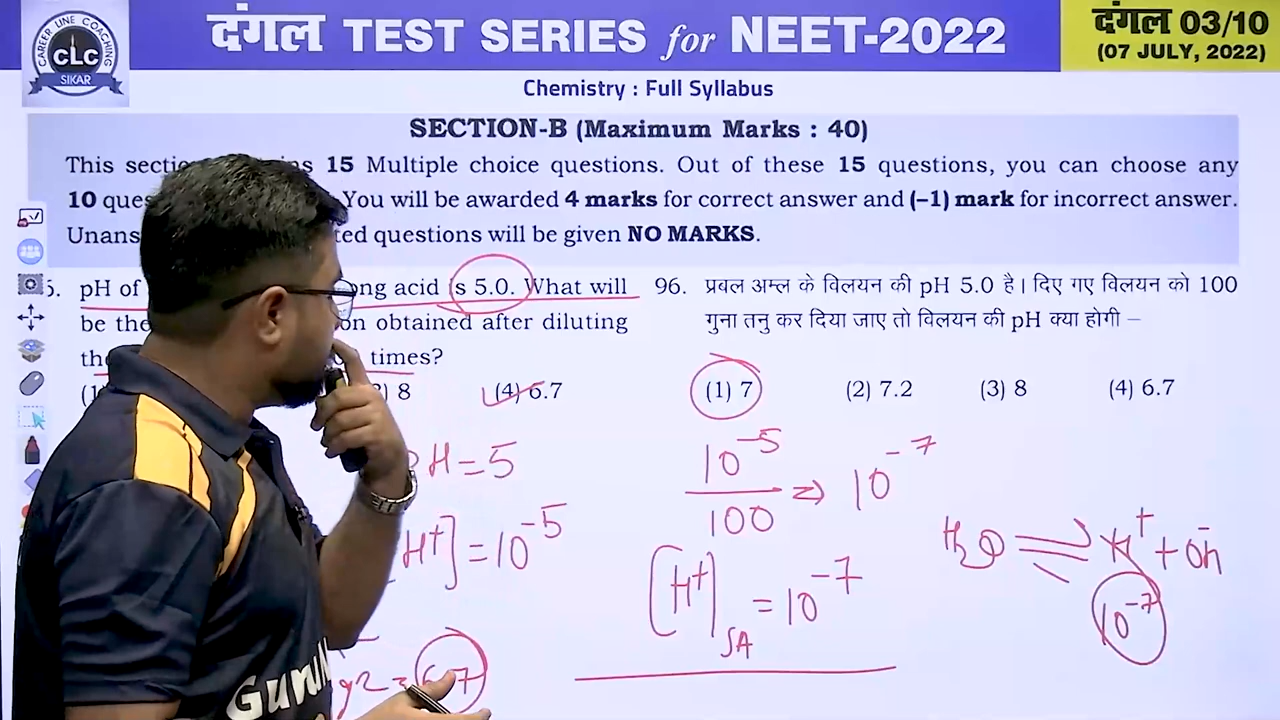 CAREER LINE COACHING
CLC
SIKAR
दंगल TEST SERIES for NEET-2022
दंगल 03/10
(07 JULY, 2022)
Chemistry : Full Syllabus
SECTION-B (Maximum Marks : 40)
This 15 Multiple choice questions. Out of these 15 questions, you can choose any
10 You will be awarded 4 marks for correct answer and (–1) mark for incorrect answer.
questions will be given NO MARKS.
pH of acid is 5.0. What will
be obtained after diluting
times?
8 (4) 6.7
96. प्रबल अम्ल के विलयन की pH 5.0 है। दिए गए विलयन को 100
गुना तनु कर दिया जाए तो विलयन की pH क्या होगी –
(1) 7 (2) 7.2 (3) 8 (4) 6.7
pH = 5
[H⁺] = 10⁻⁵
10⁻⁵
100
⇒ 10⁻⁷
[H⁺]SA = 10⁻⁷
H₂O ⇌ H⁺ + OH⁻
10⁻⁷